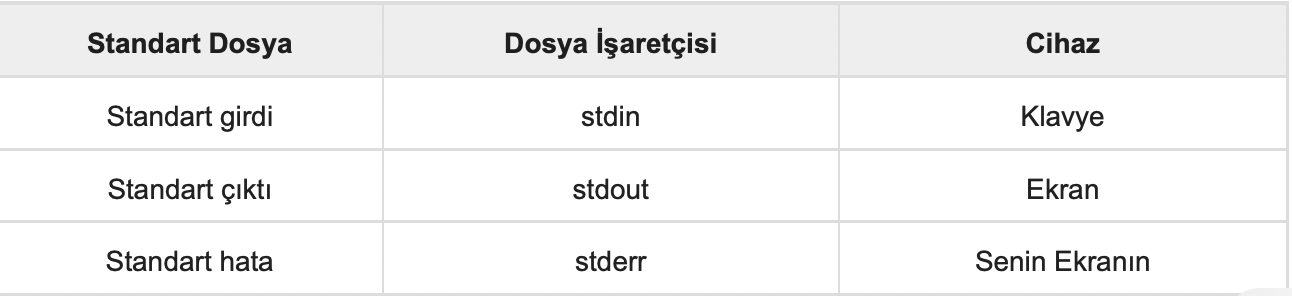 Standart Dosya Dosya İşaretçisi Cihaz
Standart girdi stdin Klavye
Standart çıktı stdout Ekran
Standart hata stderr Senin Ekranın